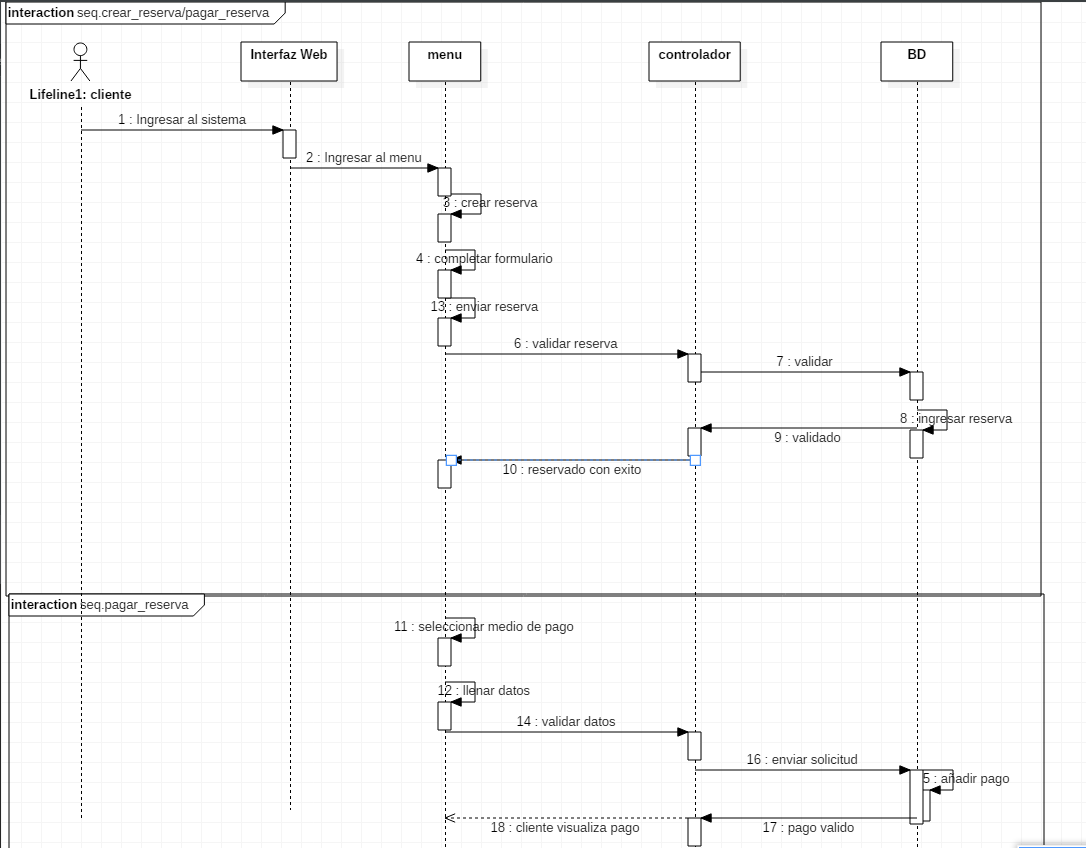 interaction seq.crear_reserva/pagar_reserva
Interfaz Web
menu
controlador
BD
Lifeline1: cliente
1 : Ingresar al sistema
2 : Ingresar al menu
3 : crear reserva
4 : completar formulario
13 : enviar reserva
6 : validar reserva
7 : validar
8 : ingresar reserva
9 : validado
10 : reservado con exito
interaction seq.pagar_reserva
11 : seleccionar medio de pago
12 : llenar datos
14 : validar datos
16 : enviar solicitud
5 : añadir pago
17 : pago valido
18 : cliente visualiza pago